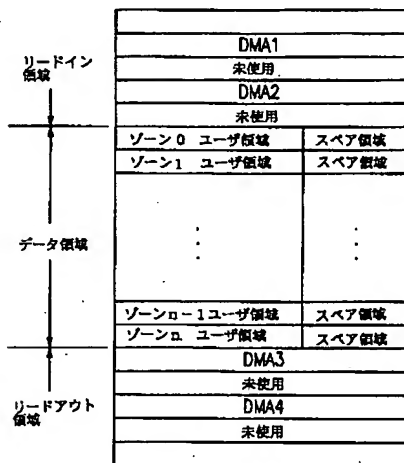 DMA1
リードイン
領域
未使用
DMA2
未使用
ゾーン0 ユーザ領域 スペア領域
ゾーン1 ユーザ領域 スペア領域
データ領域
ゾーンn-1ユーザ領域 スペア領域
ゾーンn ユーザ領域 スペア領域
DMA3
未使用
リードアウト
領域
DMA4
未使用